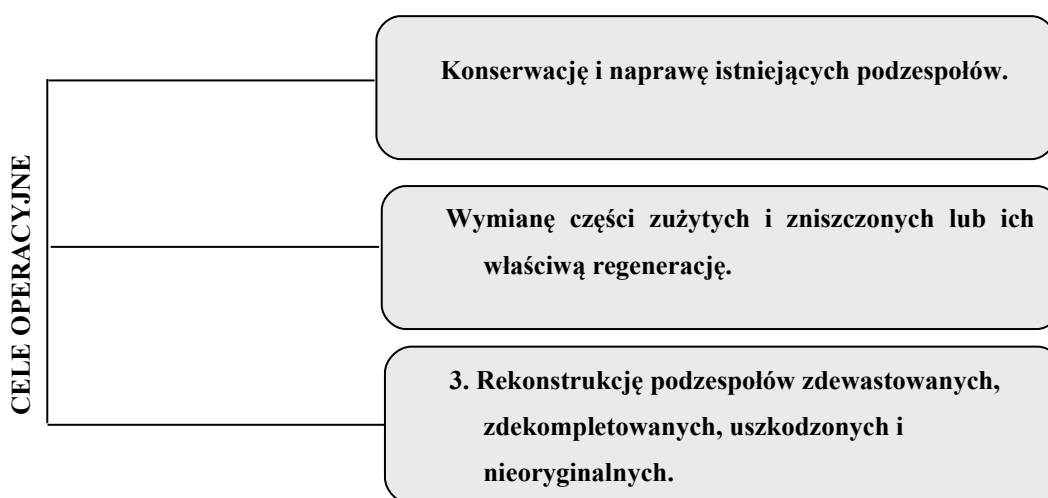 CELE OPERACYJNE
Konserwację i naprawę istniejących podzespołów.
Wymianę części zużytych i zniszczonych lub ich
właściwą regenerację.
3. Rekonstrukcję podzespołów zdewastowanych,
zdekompletowanych, uszkodzonych i
nieoryginalnych.